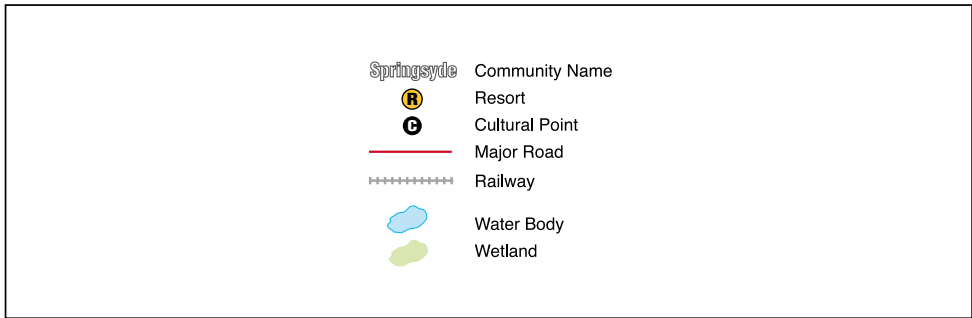 Springsyde Community Name
R Resort
C Cultural Point
Major Road
Railway
Water Body
Wetland